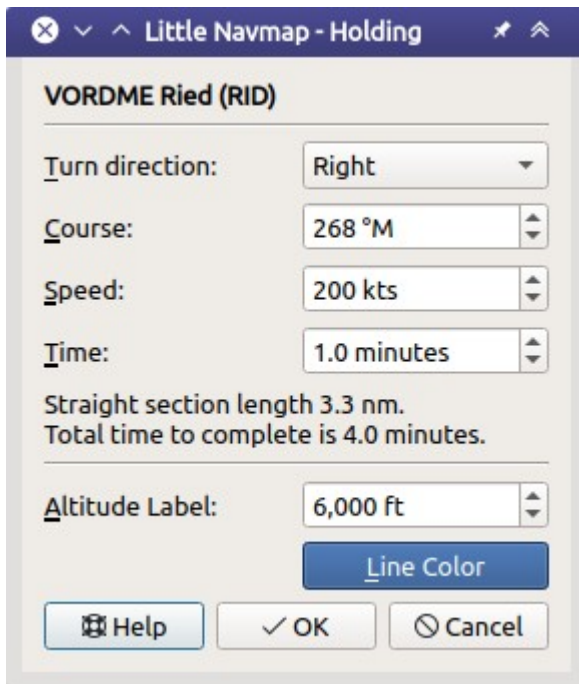 Little Navmap - Holding
VORDME Ried (RID)
Turn direction: Right
Course: 268 °M
Speed: 200 kts
Time: 1.0 minutes
Straight section length 3.3 nm.
Total time to complete is 4.0 minutes.
Altitude Label: 6,000 ft
Line Color
Help OK Cancel